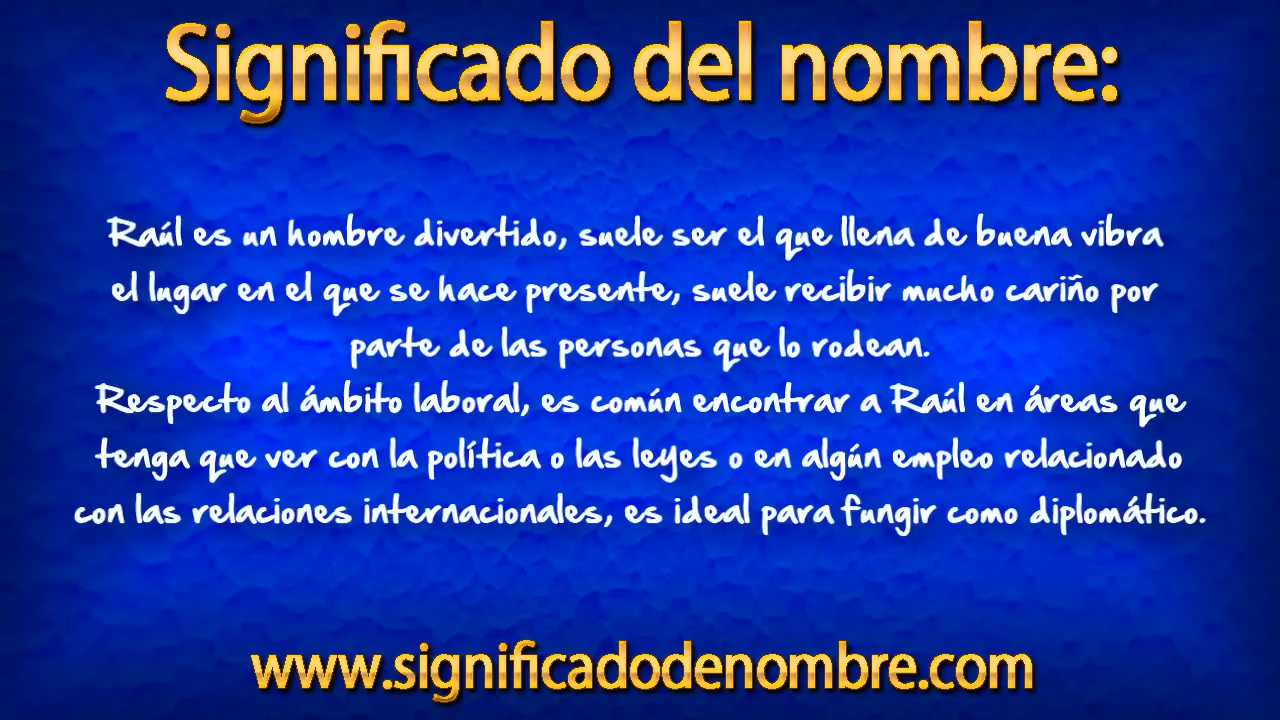 Significado del nombre:
Raúl es un hombre divertido, suele ser el que llena de buena vibra
el lugar en el que se hace presente, suele recibir mucho cariño por
parte de las personas que lo rodean.
Respecto al ámbito laboral, es común encontrar a Raúl en áreas que
tenga que ver con la política o las leyes o en algún empleo relacionado
con las relaciones internacionales, es ideal para fungir como diplomático.
www.significadodenombre.com